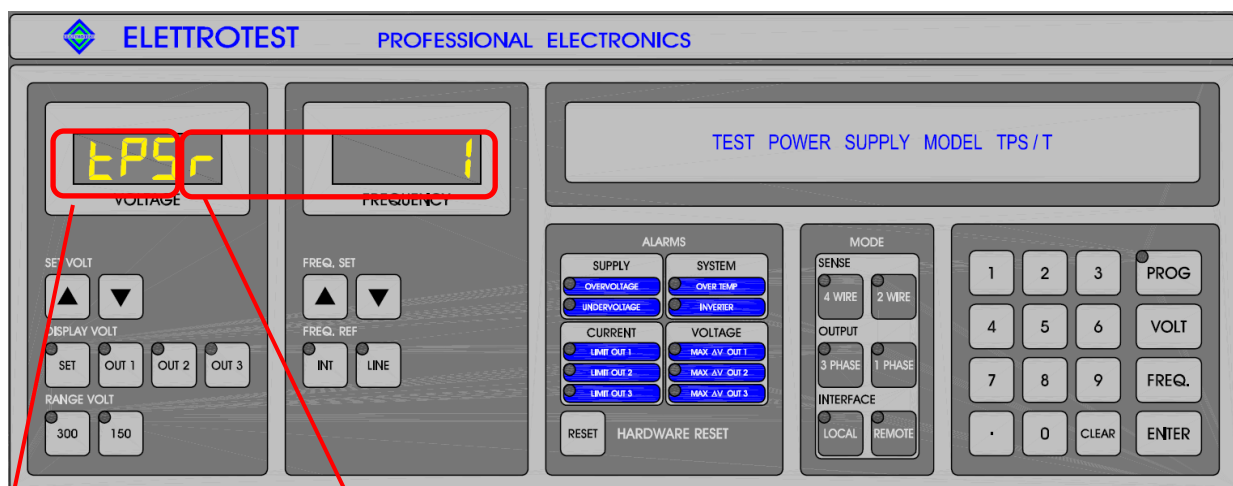 ELETTROTEST PROFESSIONAL ELECTRONICS
tPSr
VOLTAGE
1
FREQUENCY
TEST POWER SUPPLY MODEL TPS / T
SET VOLT
DISPLAY VOLT
SET OUT 1 OUT 2 OUT 3
RANGE VOLT
300 150
FREQ. SET
FREQ. REF
INT LINE
ALARMS
SUPPLY
OVERVOLTAGE
UNDERVOLTAGE
SYSTEM
OVER TEMP
INVERTER
CURRENT
LIMIT OUT 1
LIMIT OUT 2
LIMIT OUT 3
VOLTAGE
MAX ΔV OUT 1
MAX ΔV OUT 2
MAX ΔV OUT 3
RESET HARDWARE RESET
MODE
SENSE
4 WIRE 2 WIRE
OUTPUT
3 PHASE 1 PHASE
INTERFACE
LOCAL REMOTE
1 2 3 PROG
4 5 6 VOLT
7 8 9 FREQ.
. 0 CLEAR ENTER